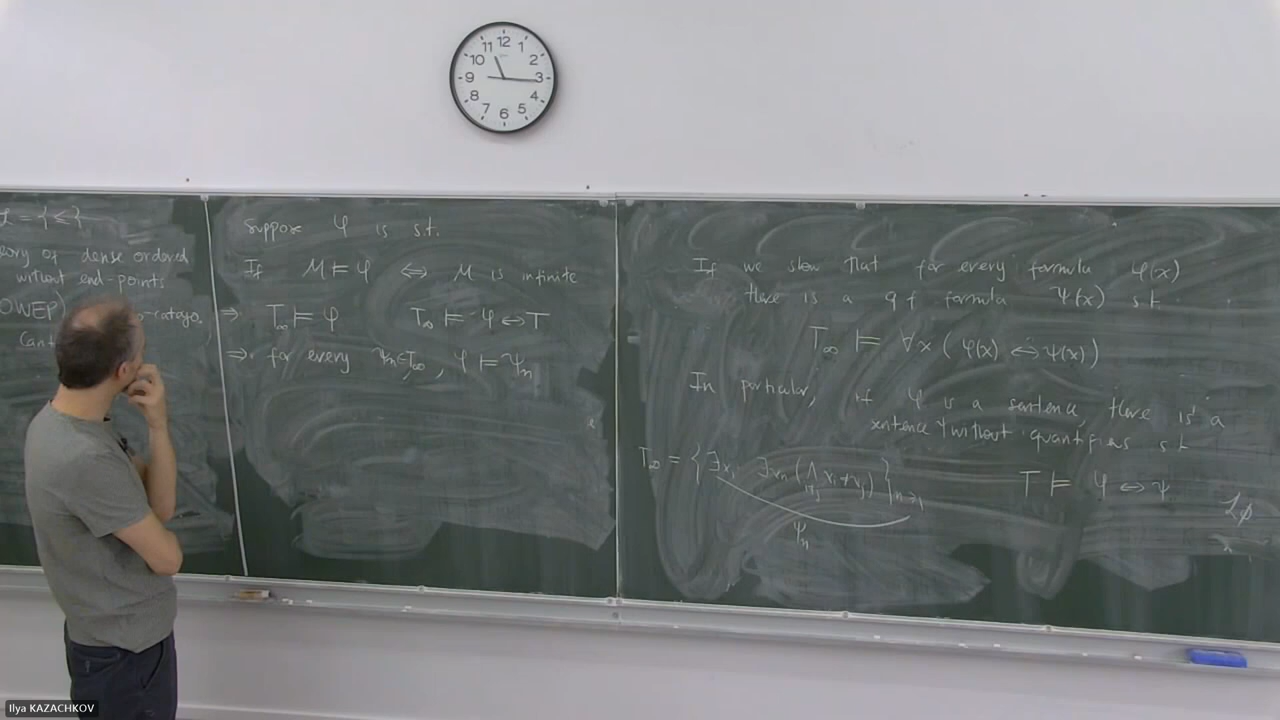 12
11 1
10 2
9 3
8 4
7 5
6
L = {≤}
eory of dense ordered
without end-points
OWEP)
o-catego.
Cant
Suppose φ is s.t.
If M ⊨ φ ⇔ M is infinite
⇒ T∞ ⊨ φ T∞ ⊨ φ ⇔ T
⇒ for every ψn ∈ T∞, φ ⊨ ψn
If we show that for every formula φ(x)
there is a qf formula ψ(x) s.t.
T∞ ⊨ ∀x (φ(x) ⇔ ψ(x))
In particular, if φ is a sentence, there is a
sentence ψ without quantifiers s.t
T∞ = { ∃x₁ ∃xn (⋀ i≠j xi ≠ xj) } n≥1
ψn
T ⊨ φ ⇔ ψ
L∅
Ilya KAZACHKOV